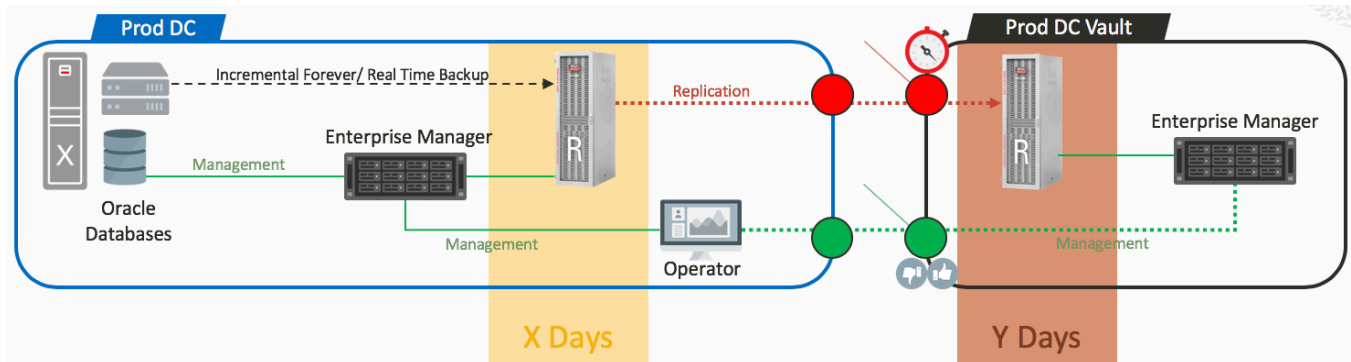 Prod DC
Prod DC Vault
Incremental Forever/ Real Time Backup
Replication
Enterprise Manager
Enterprise Manager
X
R
R
Management
Oracle
Databases
Management
Operator
Management
X Days
Y Days